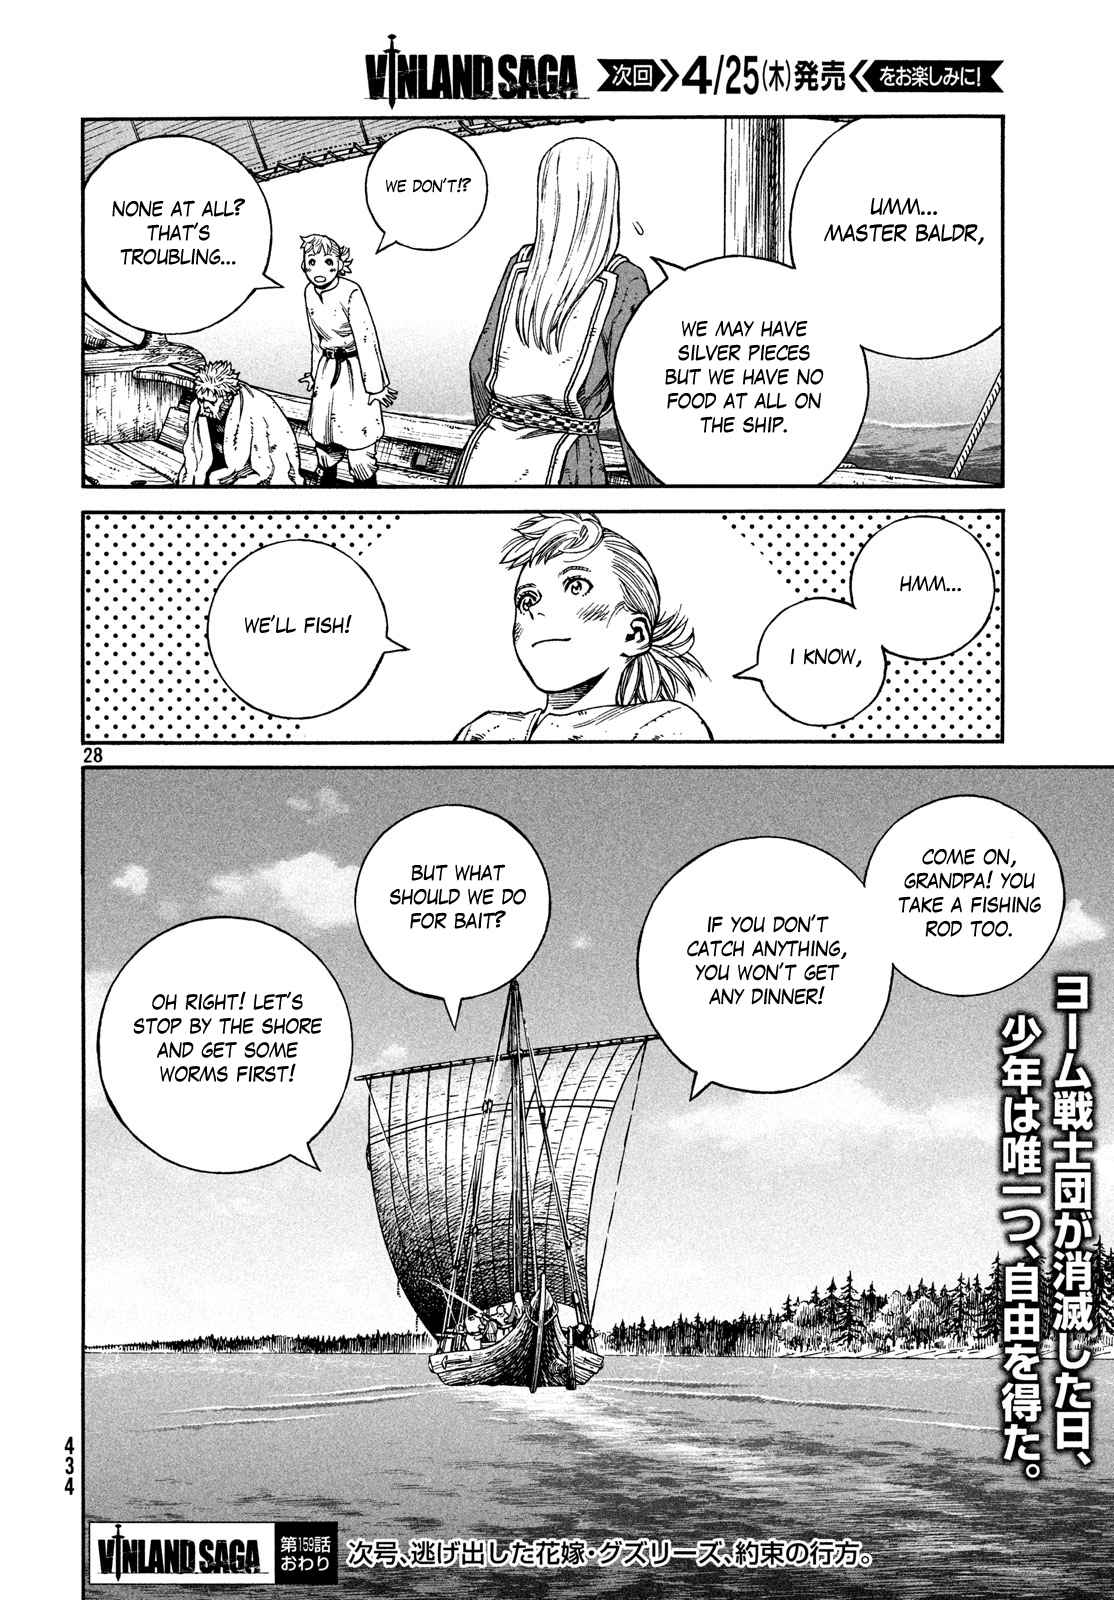 VINLAND SAGA
次回 4/25(木)発売 をお楽しみに!
UMM...
MASTER BALDR,
WE MAY HAVE
SILVER PIECES
BUT WE HAVE NO
FOOD AT ALL ON
THE SHIP.
WE DON'T!?
NONE AT ALL?
THAT'S
TROUBLING...
HMM...
I KNOW,
WE'LL FISH!
28
COME ON,
GRANDPA! YOU
TAKE A FISHING
ROD TOO.
IF YOU DON'T
CATCH ANYTHING,
YOU WON'T GET
ANY DINNER!
BUT WHAT
SHOULD WE DO
FOR BAIT?
OH RIGHT! LET'S
STOP BY THE SHORE
AND GET SOME
WORMS FIRST!
ヨーム戦士団が消滅した日、
少年は唯一つ、自由を得た。
434
VINLAND SAGA
第159話
おわり
次号、逃げ出した花嫁・グズリーズ、約束の行方。